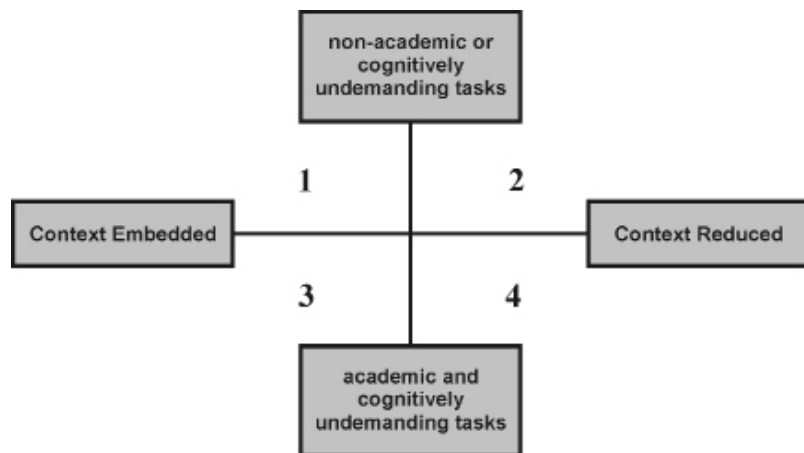 non-academic or
cognitively
undemanding tasks
1
2
Context Embedded
Context Reduced
3
4
academic and
cognitively
undemanding tasks